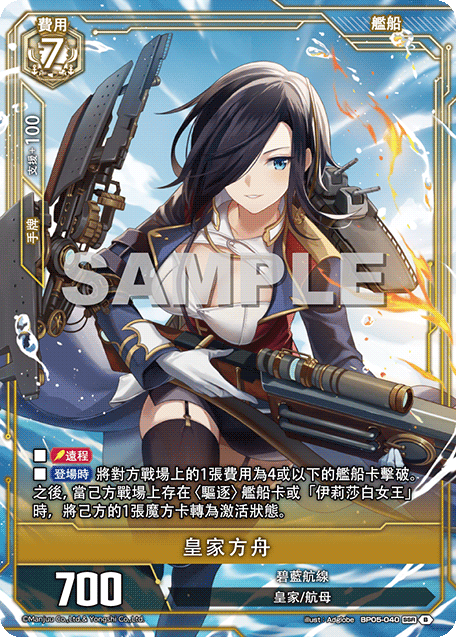 費用
7
艦船
支援+100
手牌
SAMPLE
遠程
登場時 將對方戰場上的1張費用為4或以下的艦船卡擊破。
之後, 當己方戰場上存在〈驅逐〉艦船卡或「伊莉莎白女王」
時, 將己方的1張魔方卡轉為激活狀態。
皇家方舟
700
碧藍航線
皇家/航母
©Manjuu Co.,Ltd. & Yongshi Co.,Ltd.
illust : Adecobe BP05-040 SSR B